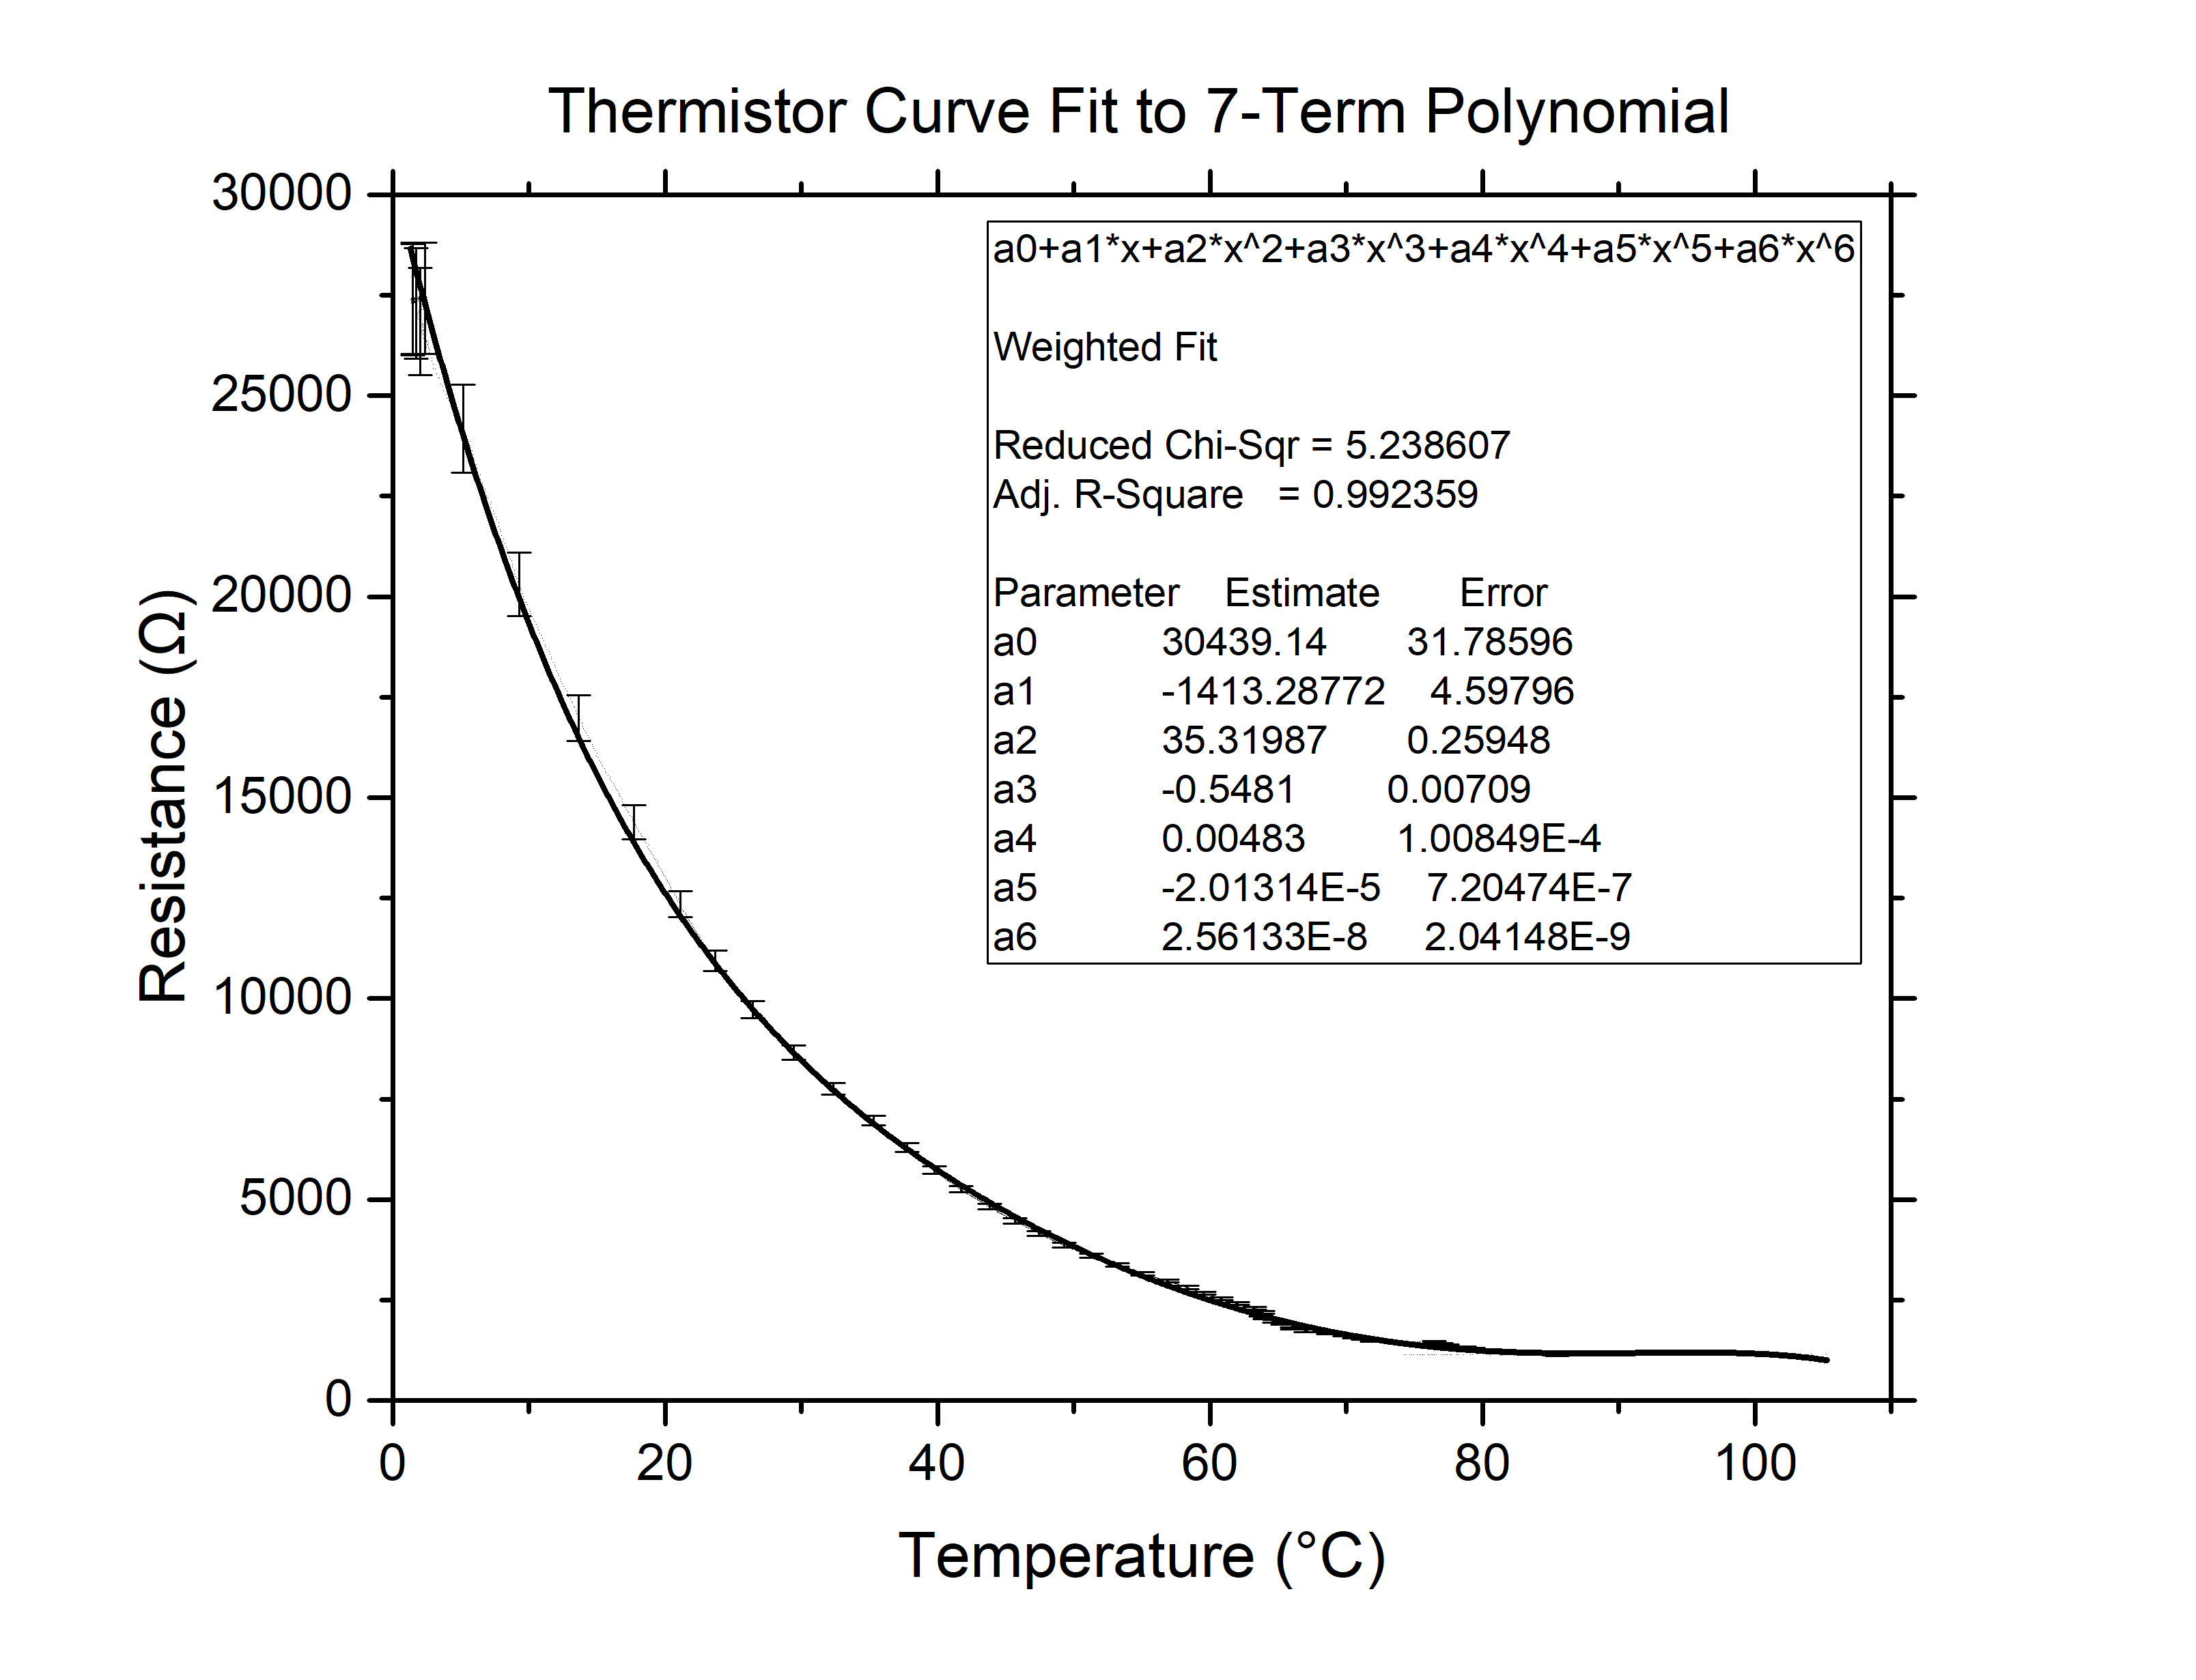 Thermistor Curve Fit to 7-Term Polynomial
30000
25000
20000
15000
10000
5000
0
Resistance (Ω)
a0+a1*x+a2*x^2+a3*x^3+a4*x^4+a5*x^5+a6*x^6
Weighted Fit
Reduced Chi-Sqr = 5.238607
Adj. R-Square = 0.992359
Parameter Estimate Error
a0 30439.14 31.78596
a1 -1413.28772 4.59796
a2 35.31987 0.25948
a3 -0.5481 0.00709
a4 0.00483 1.00849E-4
a5 -2.01314E-5 7.20474E-7
a6 2.56133E-8 2.04148E-9
0 20 40 60 80 100
Temperature (°C)